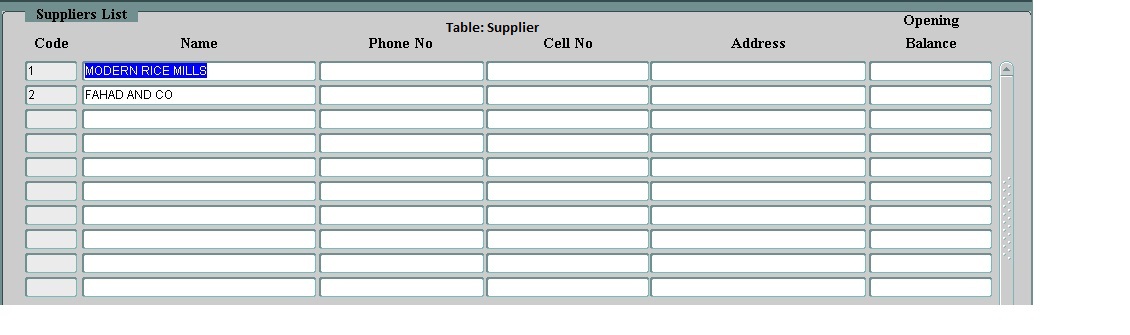 Suppliers List
Table: Supplier
Opening
Code Name Phone No Cell No Address Balance
1 MODERN RICE MILLS
2 FAHAD AND CO